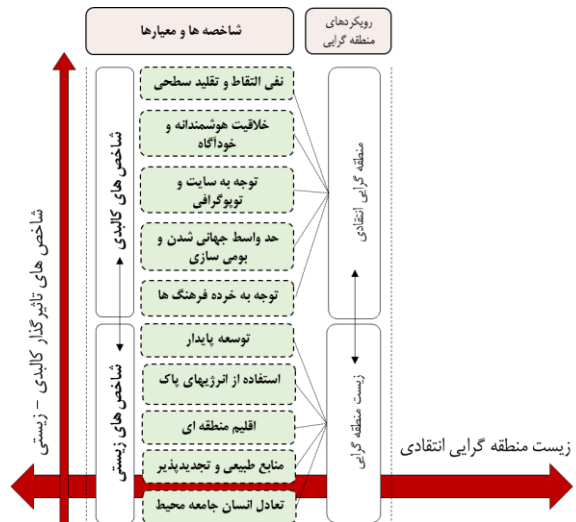 رویکردهای
منطقه گرایی
شاخصه ها و معیارها
منطقه گرایی انتقادی
زیست منطقه گرایی
نفی التقاط و تقلید سطحی
خلاقیت هوشمندانه و
خودآگاه
توجه به سایت و
توپوگرافی
حد واسط جهانی شدن و
بومی سازی
توجه به خرده فرهنگ ها
توسعه پایدار
استفاده از انرژیهای پاک
اقلیم منطقه ای
منابع طبیعی و تجدیدپذیر
تعادل انسان جامعه محیط
شاخص های کالبدی
شاخص های زیستی
شاخص های تاثیرگذار کالبدی – زیستی
زیست منطقه گرایی انتقادی